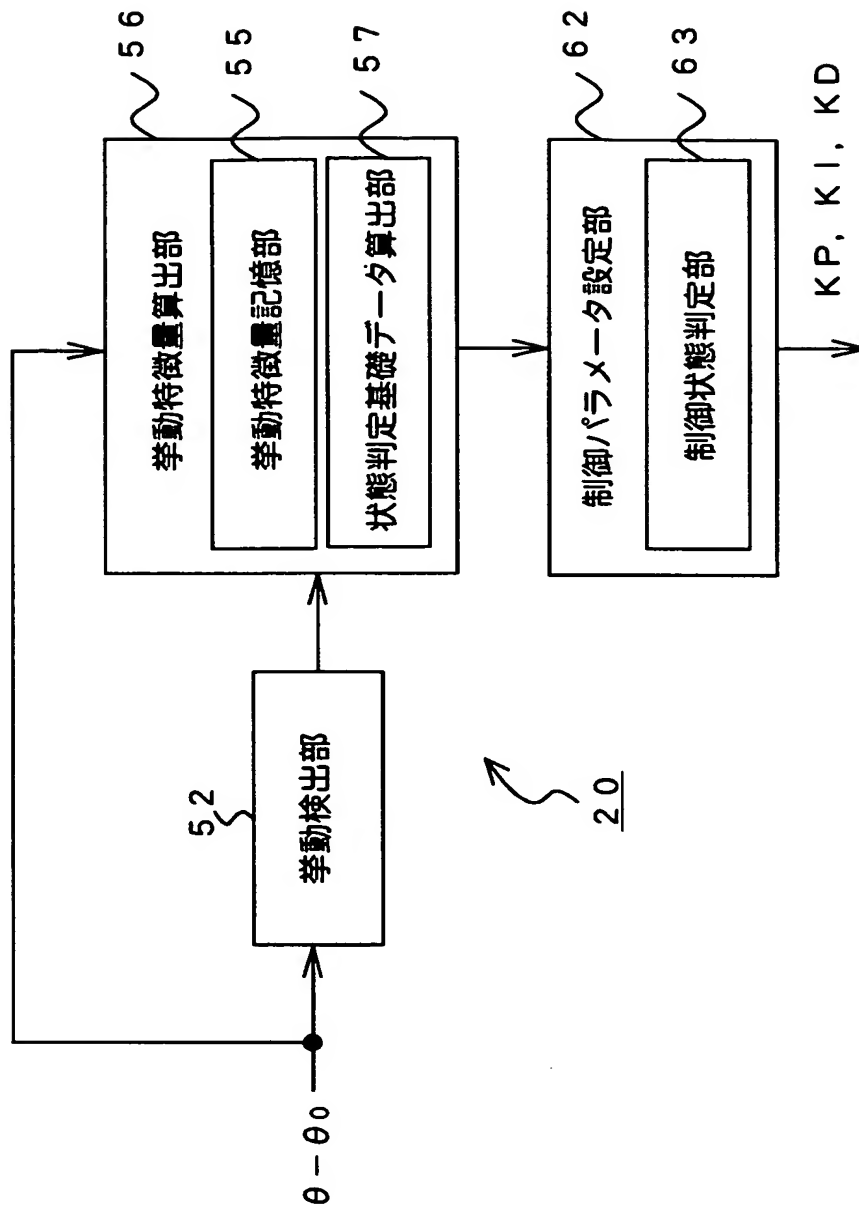 ５６
挙動特徴量算出部
５５
挙動特徴量記憶部
５７
状態判定基礎データ算出部
５２
挙動検出部
θ－θ₀
６２
制御パラメータ設定部
６３
制御状態判定部
２０
ＫＰ，ＫＩ，ＫＤ